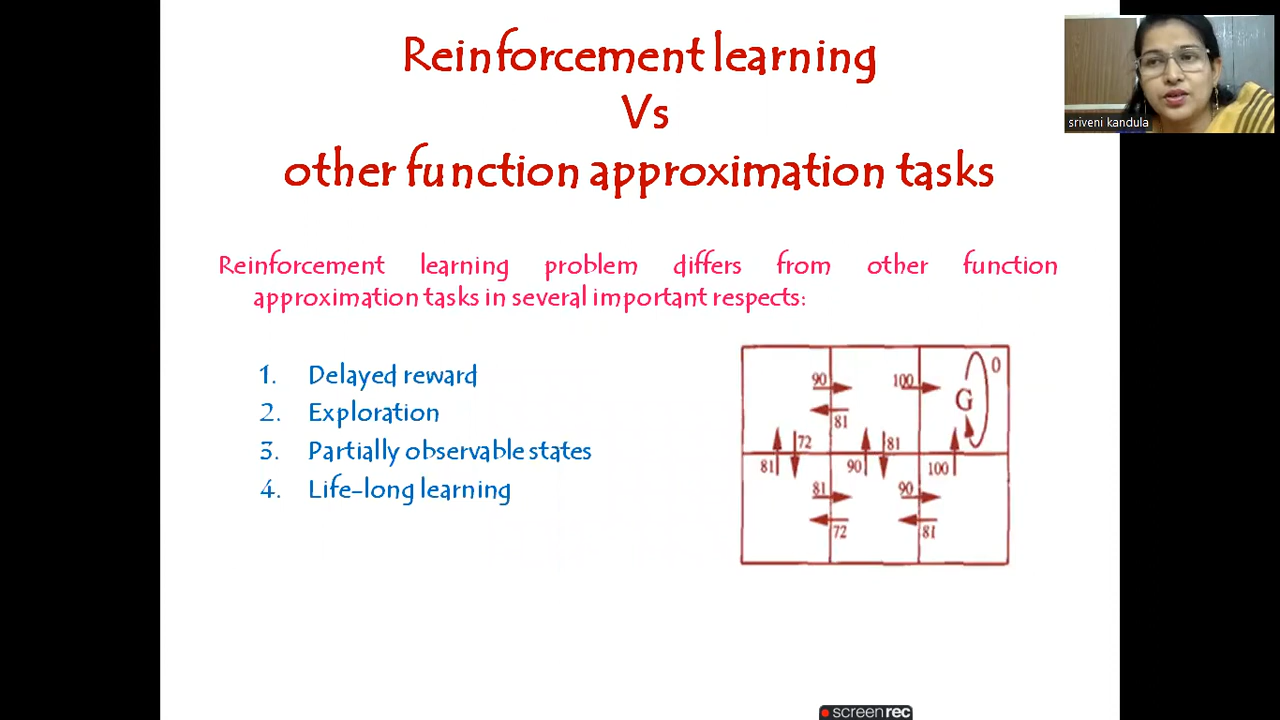 Reinforcement learning
Vs
other function approximation tasks
sriveni kandula
Reinforcement learning problem differs from other function
approximation tasks in several important respects:
1. Delayed reward
2. Exploration
3. Partially observable states
4. Life-long learning
0
90
100
G
81
72
81
81
90
100
81
90
72
81
screenrec